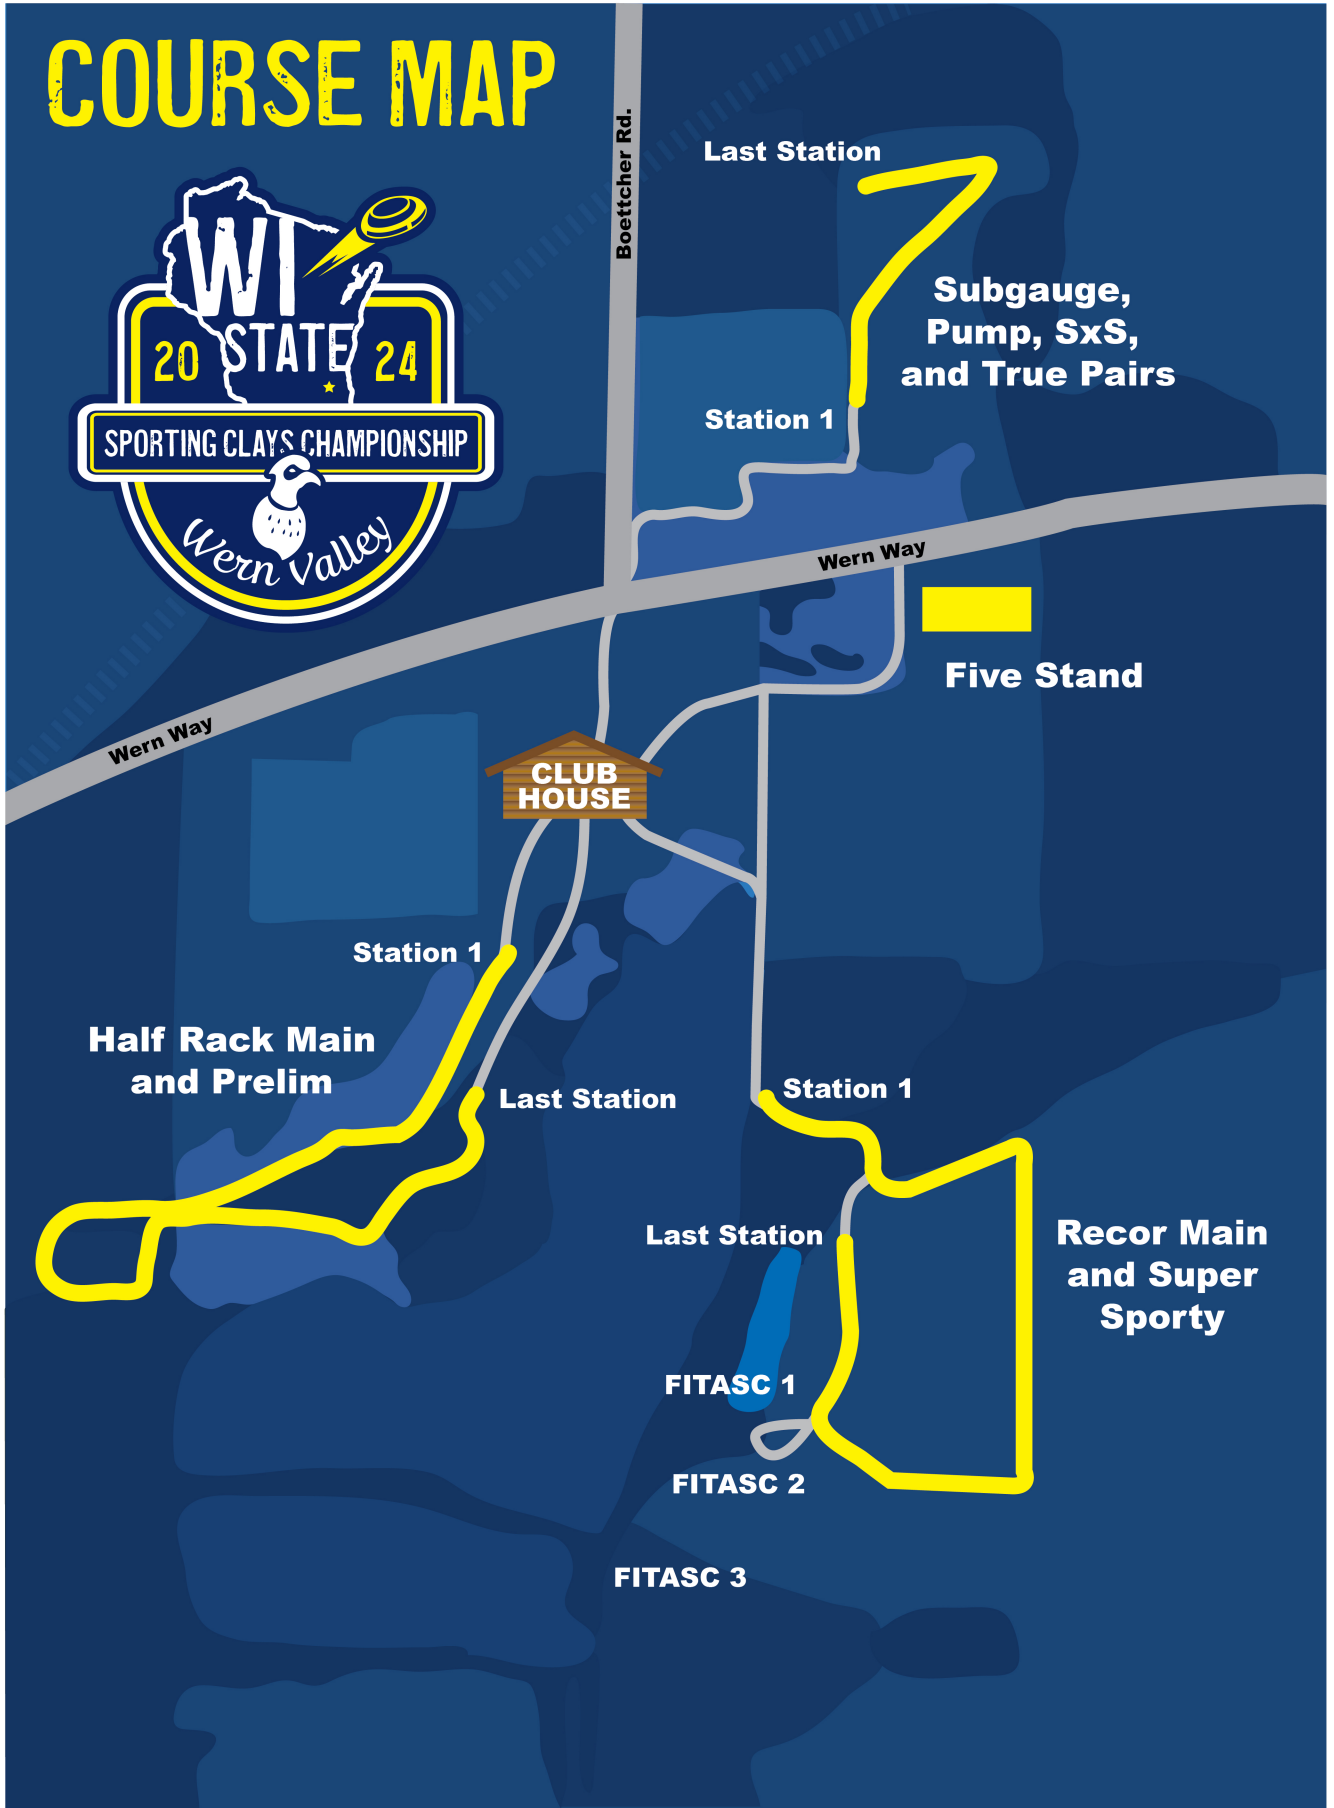 COURSE MAP
WI
20 STATE 24
SPORTING CLAYS CHAMPIONSHIP
Wern Valley
Boettcher Rd.
Last Station
Subgauge,
Pump, SxS,
and True Pairs
Station 1
Wern Way
Five Stand
Wern Way
CLUB
HOUSE
Station 1
Half Rack Main
and Prelim
Last Station
Station 1
Last Station
Recor Main
and Super
Sporty
FITASC 1
FITASC 2
FITASC 3